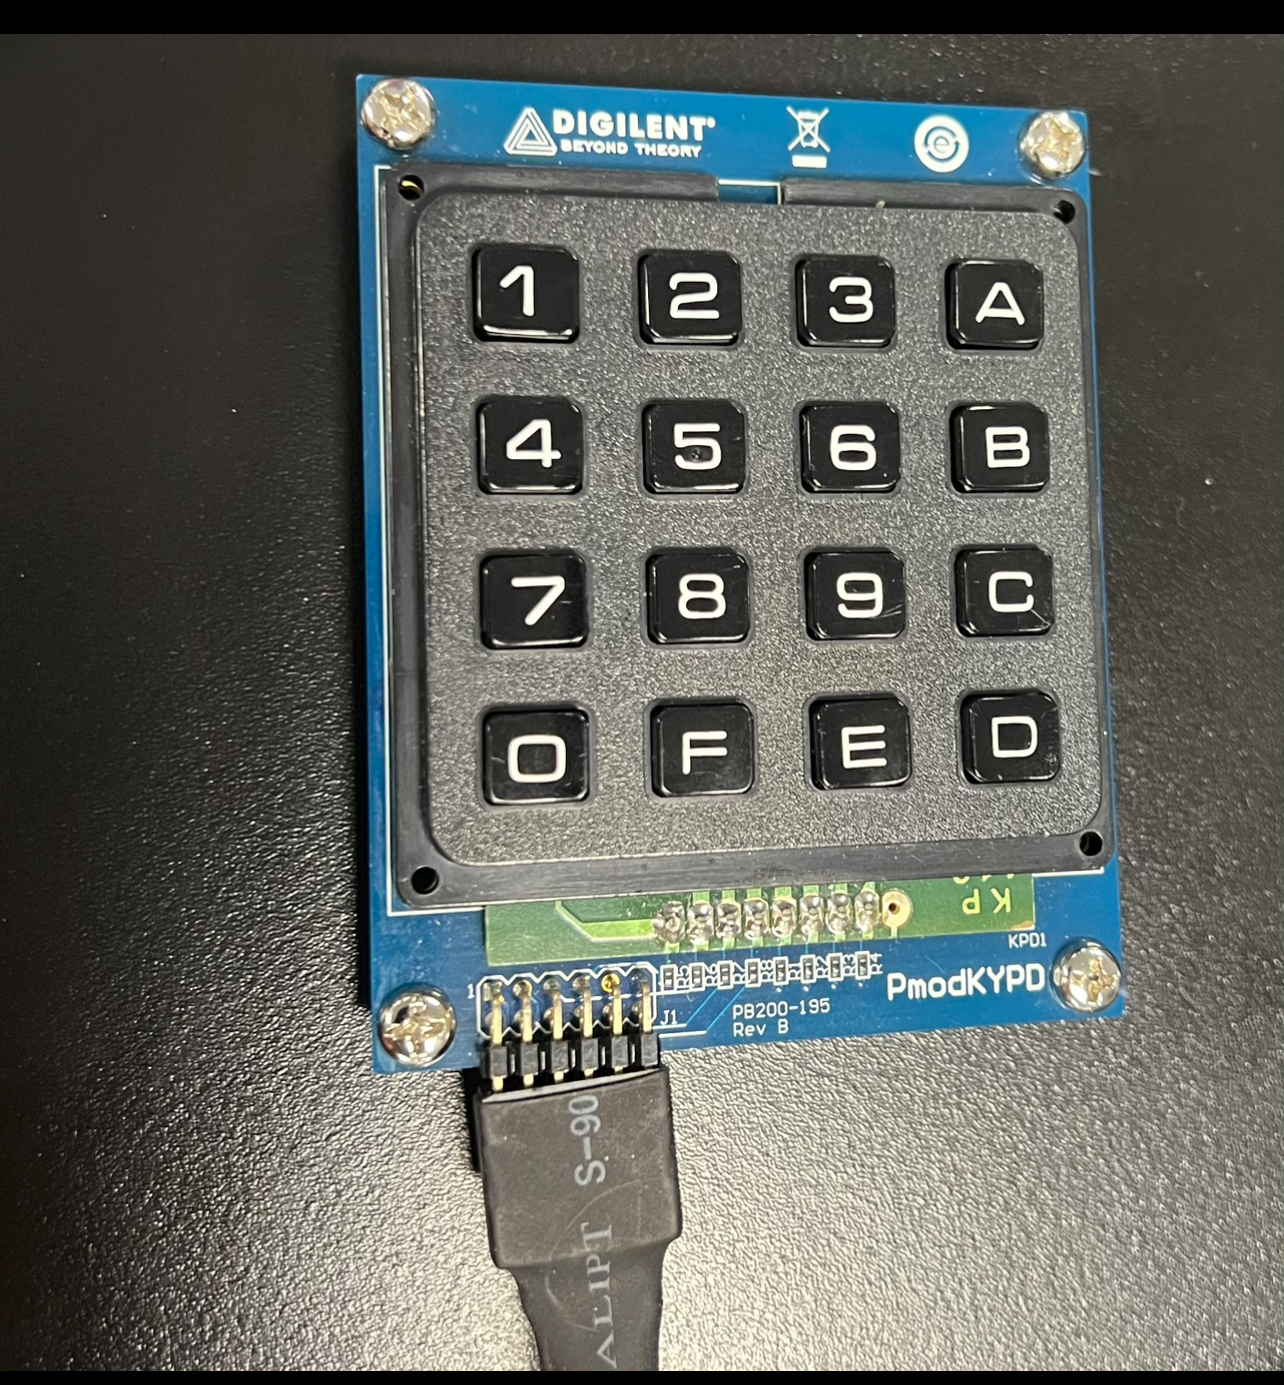 DIGILENT®
BEYOND THEORY
1 2 3 A
4 5 6 B
7 8 9 C
0 F E D
KP
KPD1
PmodKYPD
1
J1
PB200-195
Rev B
S-90
ALIPT